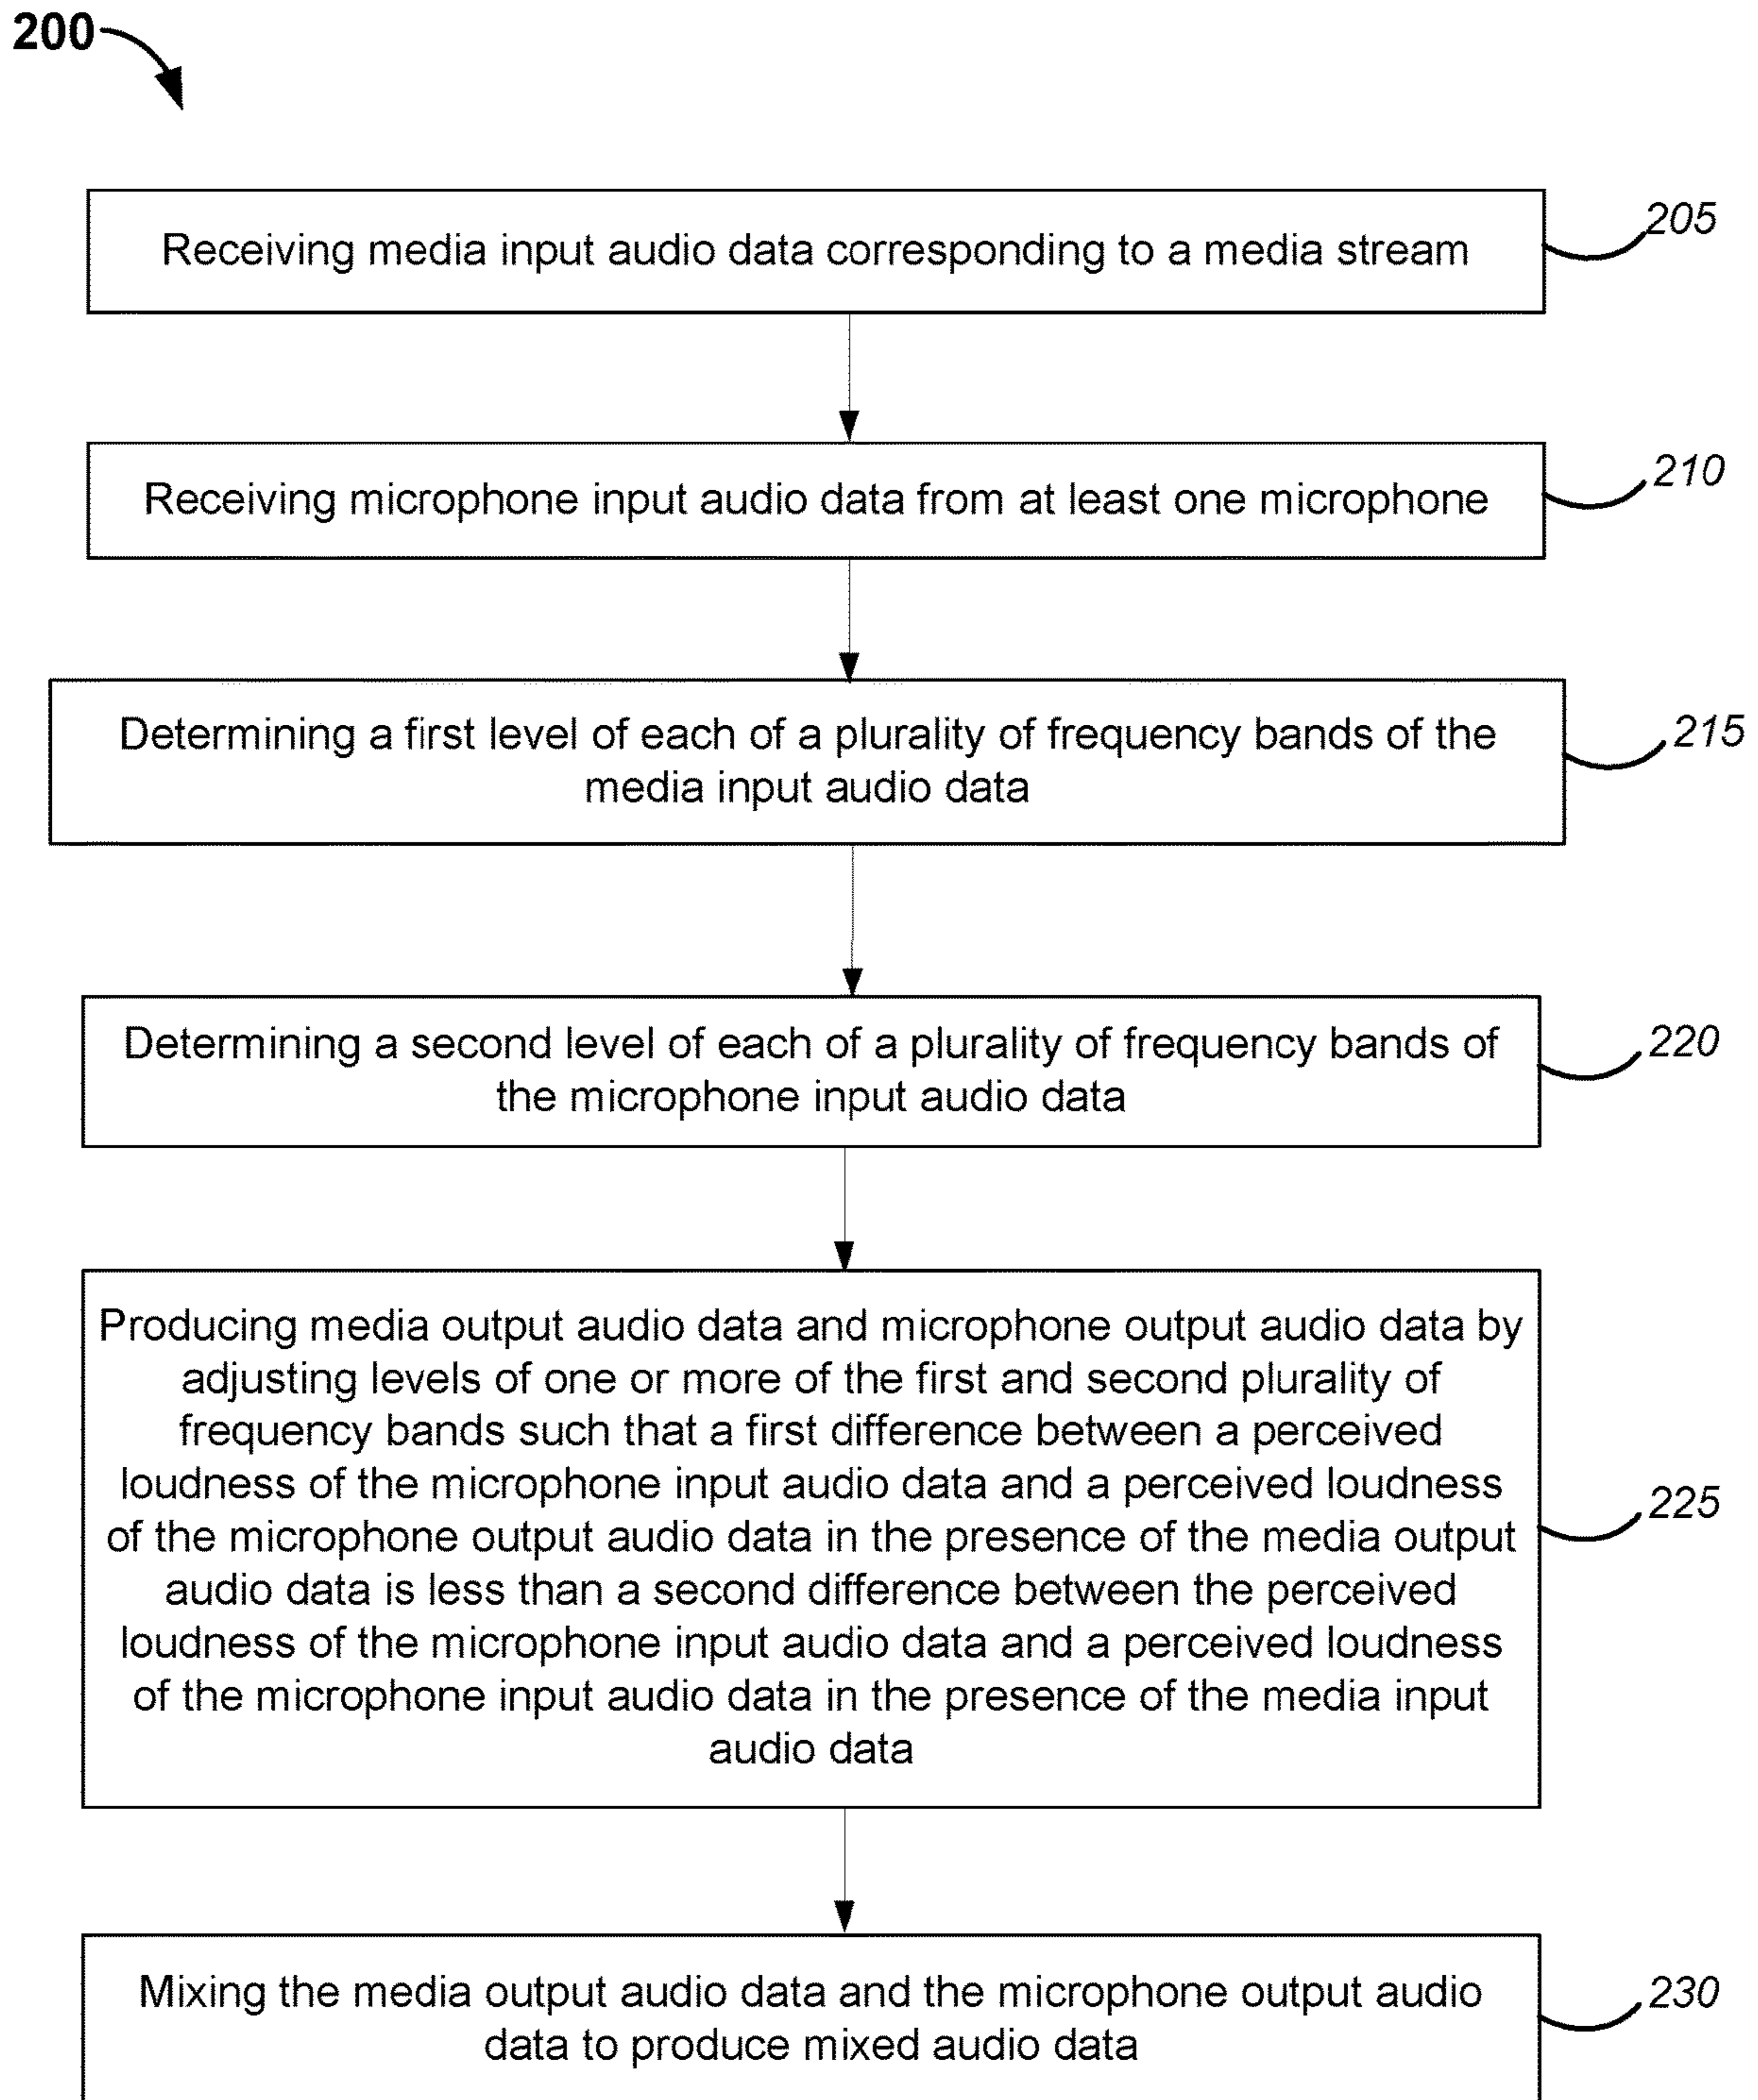 200
Receiving media input audio data corresponding to a media stream
205
Receiving microphone input audio data from at least one microphone
210
Determining a first level of each of a plurality of frequency bands of the
media input audio data
215
Determining a second level of each of a plurality of frequency bands of
the microphone input audio data
220
Producing media output audio data and microphone output audio data by
adjusting levels of one or more of the first and second plurality of
frequency bands such that a first difference between a perceived
loudness of the microphone input audio data and a perceived loudness
of the microphone output audio data in the presence of the media output
audio data is less than a second difference between the perceived
loudness of the microphone input audio data and a perceived loudness
of the microphone input audio data in the presence of the media input
audio data
225
Mixing the media output audio data and the microphone output audio
data to produce mixed audio data
230